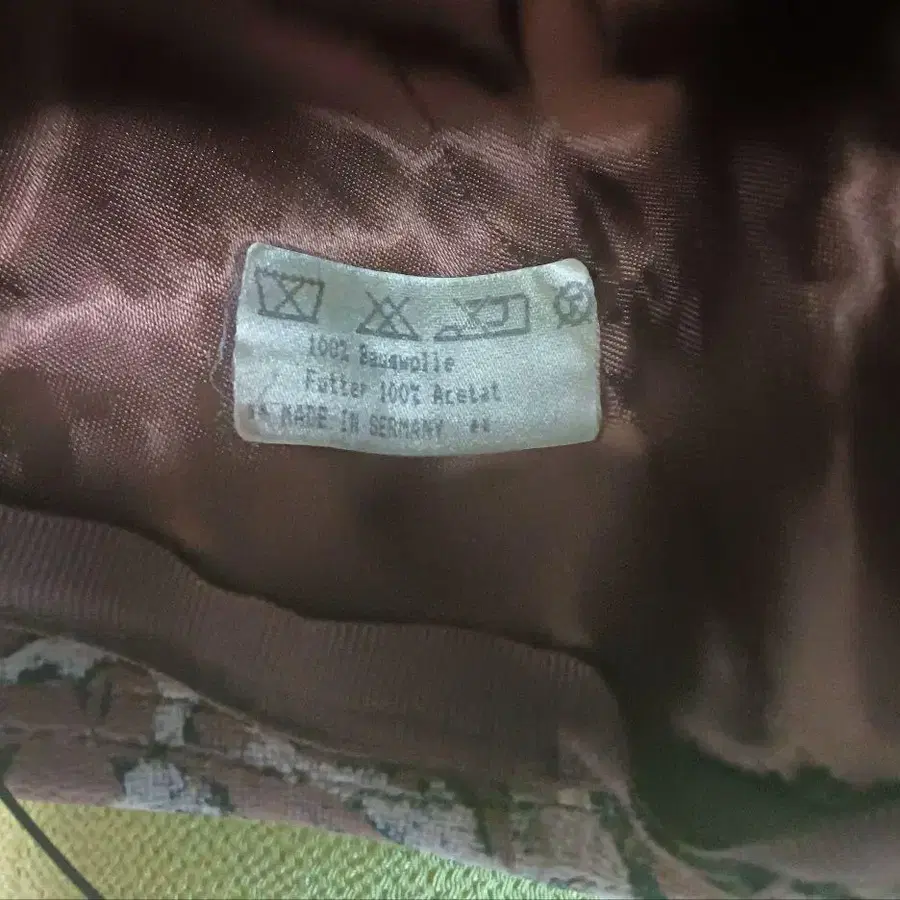 100% Baumwolle
Futter 100% Acetat
** MADE IN GERMANY **